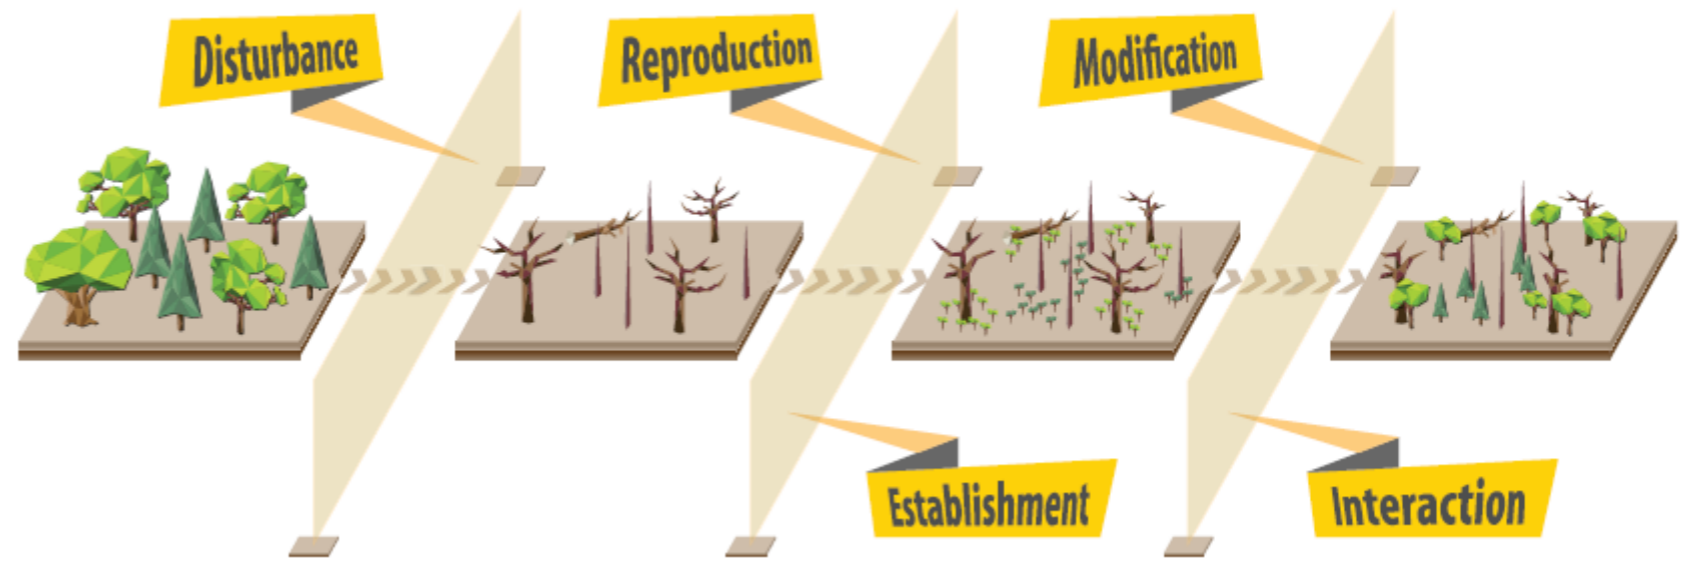 Disturbance
Reproduction
Modification
Establishment
Interaction